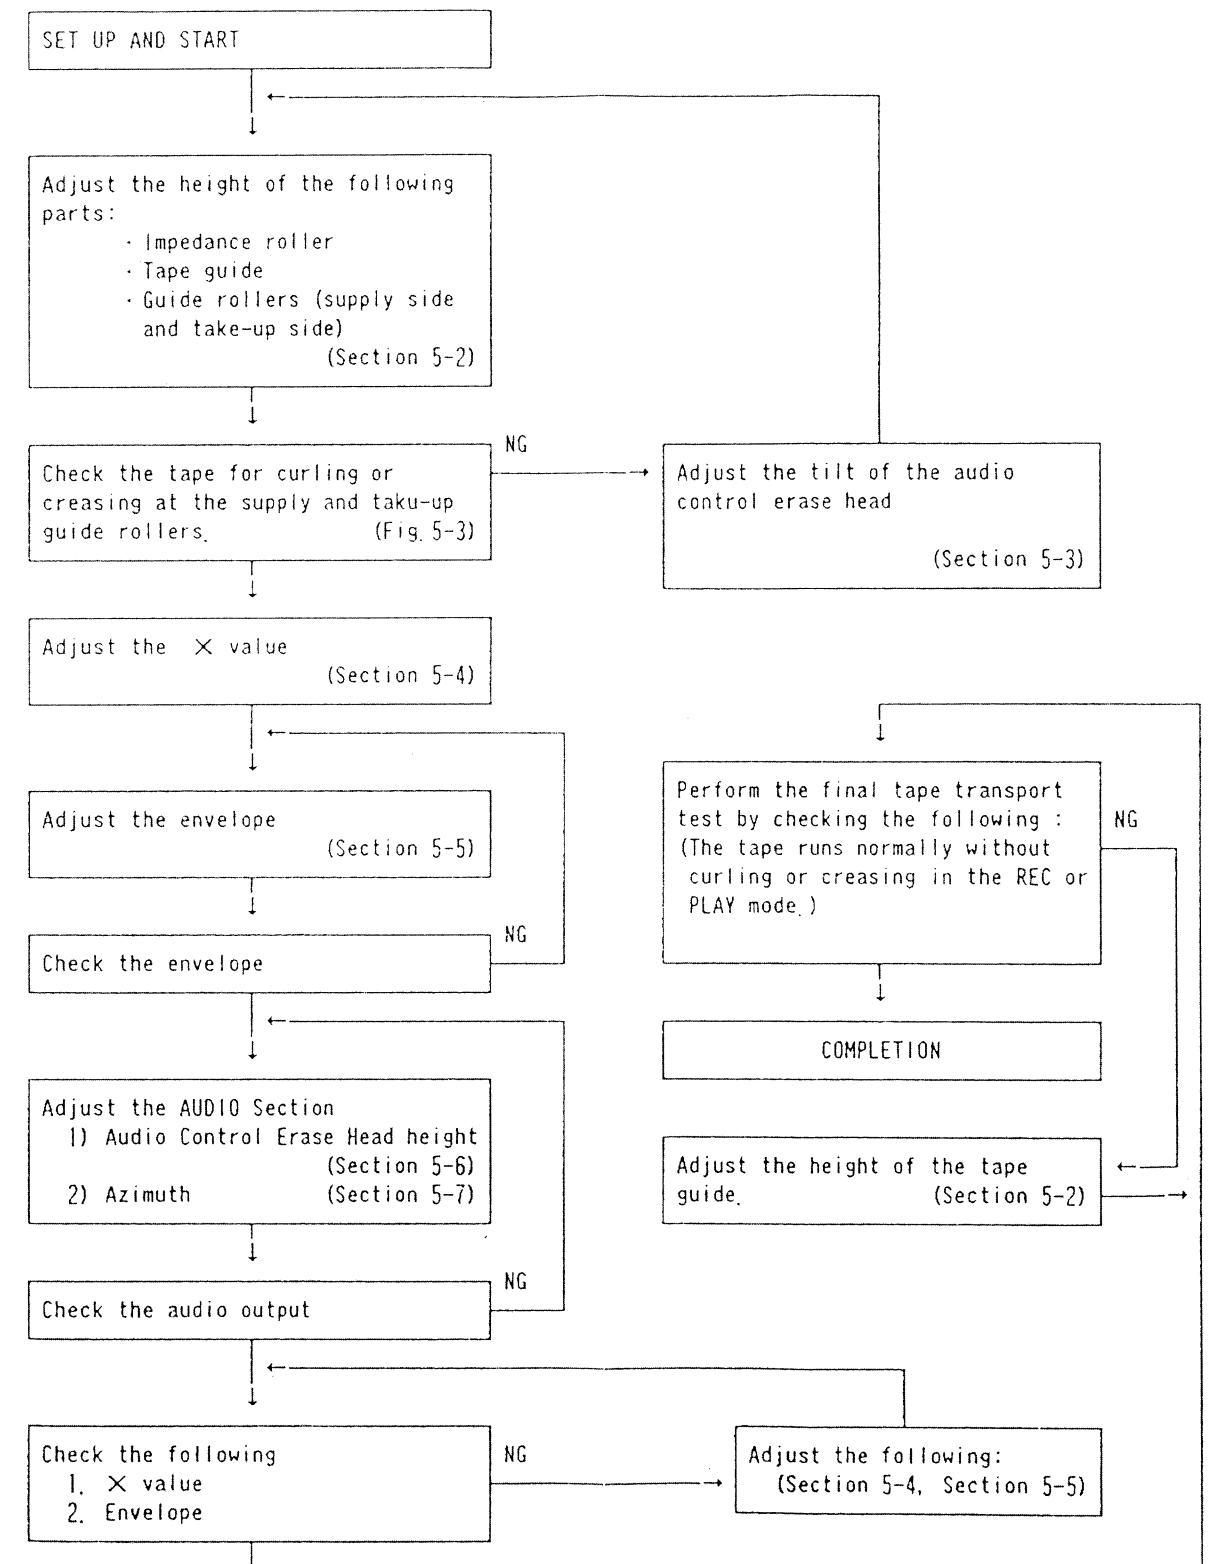 SET UP AND START
Adjust the height of the following
parts:
· Impedance roller
· Tape guide
· Guide rollers (supply side
and take-up side)
(Section 5-2)
Check the tape for curling or
creasing at the supply and taku-up
guide rollers. (Fig. 5-3)
NG
Adjust the tilt of the audio
control erase head
(Section 5-3)
Adjust the X value
(Section 5-4)
Adjust the envelope
(Section 5-5)
Check the envelope
NG
Adjust the AUDIO Section
1) Audio Control Erase Head height
(Section 5-6)
2) Azimuth (Section 5-7)
Check the audio output
NG
Check the following
1. X value
2. Envelope
NG
Adjust the following:
(Section 5-4, Section 5-5)
Perform the final tape transport
test by checking the following :
(The tape runs normally without
curling or creasing in the REC or
PLAY mode.)
NG
COMPLETION
Adjust the height of the tape
guide. (Section 5-2)